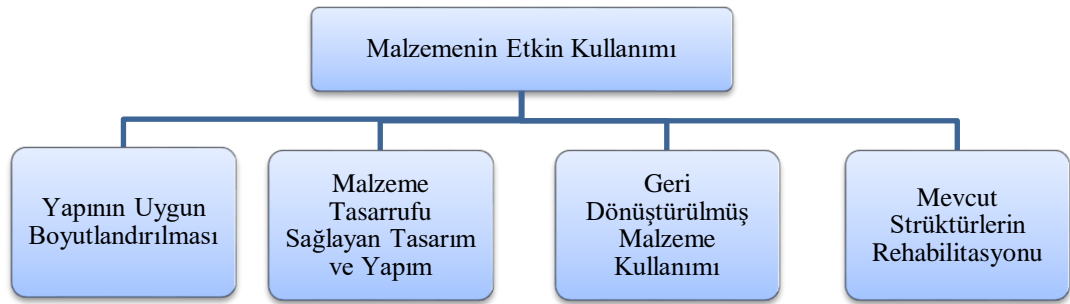 Malzemenin Etkin Kullanımı
Yapının Uygun
Boyutlandırılması
Malzeme
Tasarrufu
Sağlayan Tasarım
ve Yapım
Geri
Dönüştürülmüş
Malzeme
Kullanımı
Mevcut
Strüktürlerin
Rehabilitasyonu